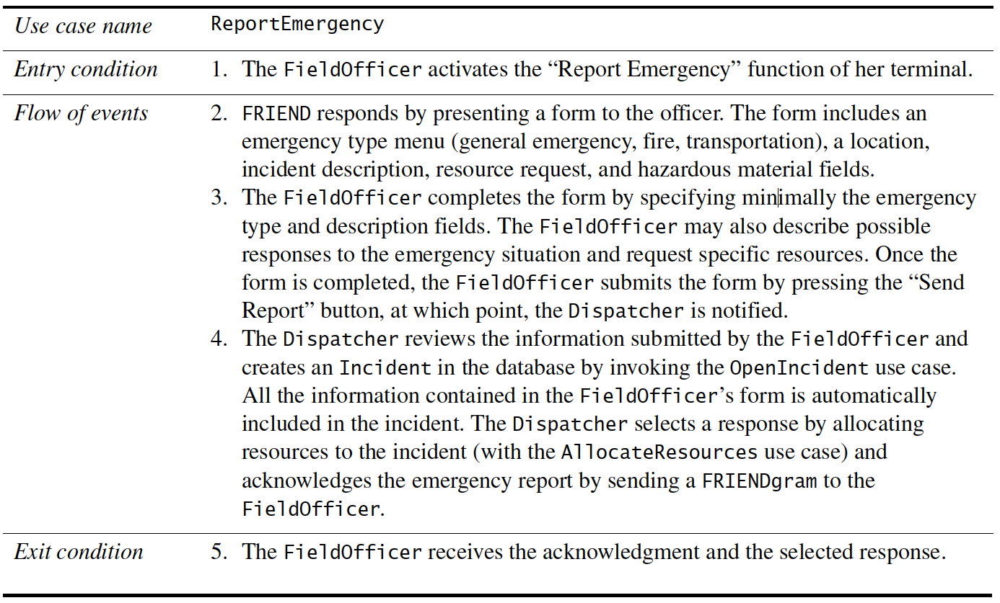 Use case name ReportEmergency
Entry condition 1. The FieldOfficer activates the “Report Emergency” function of her terminal.
Flow of events 2. FRIEND responds by presenting a form to the officer. The form includes an
emergency type menu (general emergency, fire, transportation), a location,
incident description, resource request, and hazardous material fields.
3. The FieldOfficer completes the form by specifying minimally the emergency
type and description fields. The FieldOfficer may also describe possible
responses to the emergency situation and request specific resources. Once the
form is completed, the FieldOfficer submits the form by pressing the “Send
Report” button, at which point, the Dispatcher is notified.
4. The Dispatcher reviews the information submitted by the FieldOfficer and
creates an Incident in the database by invoking the OpenIncident use case.
All the information contained in the FieldOfficer’s form is automatically
included in the incident. The Dispatcher selects a response by allocating
resources to the incident (with the AllocateResources use case) and
acknowledges the emergency report by sending a FRIENDgram to the
FieldOfficer.
Exit condition 5. The FieldOfficer receives the acknowledgment and the selected response.